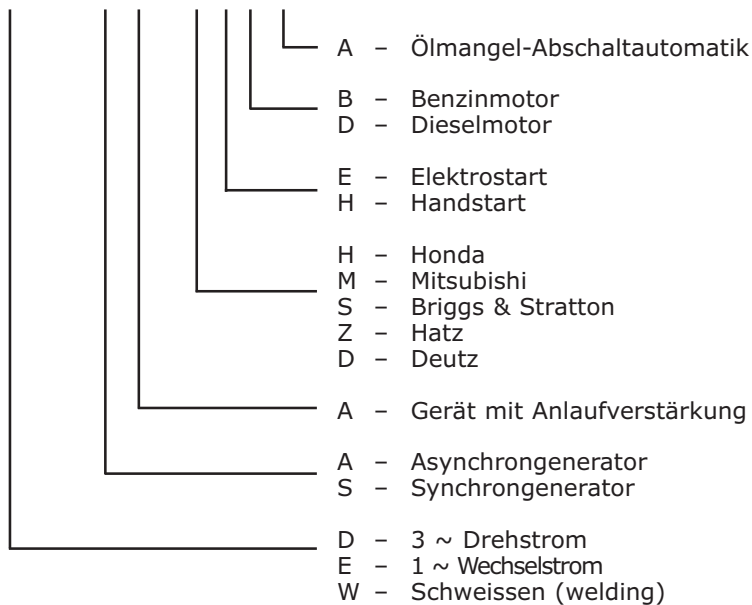 A – Ölmangel-Abschaltautomatik
B – Benzinmotor
D – Dieselmotor
E – Elektrostart
H – Handstart
H – Honda
M – Mitsubishi
S – Briggs & Stratton
Z – Hatz
D – Deutz
A – Gerät mit Anlaufverstärkung
A – Asynchrongenerator
S – Synchrongenerator
D – 3 ~ Drehstrom
E – 1 ~ Wechselstrom
W – Schweissen (welding)